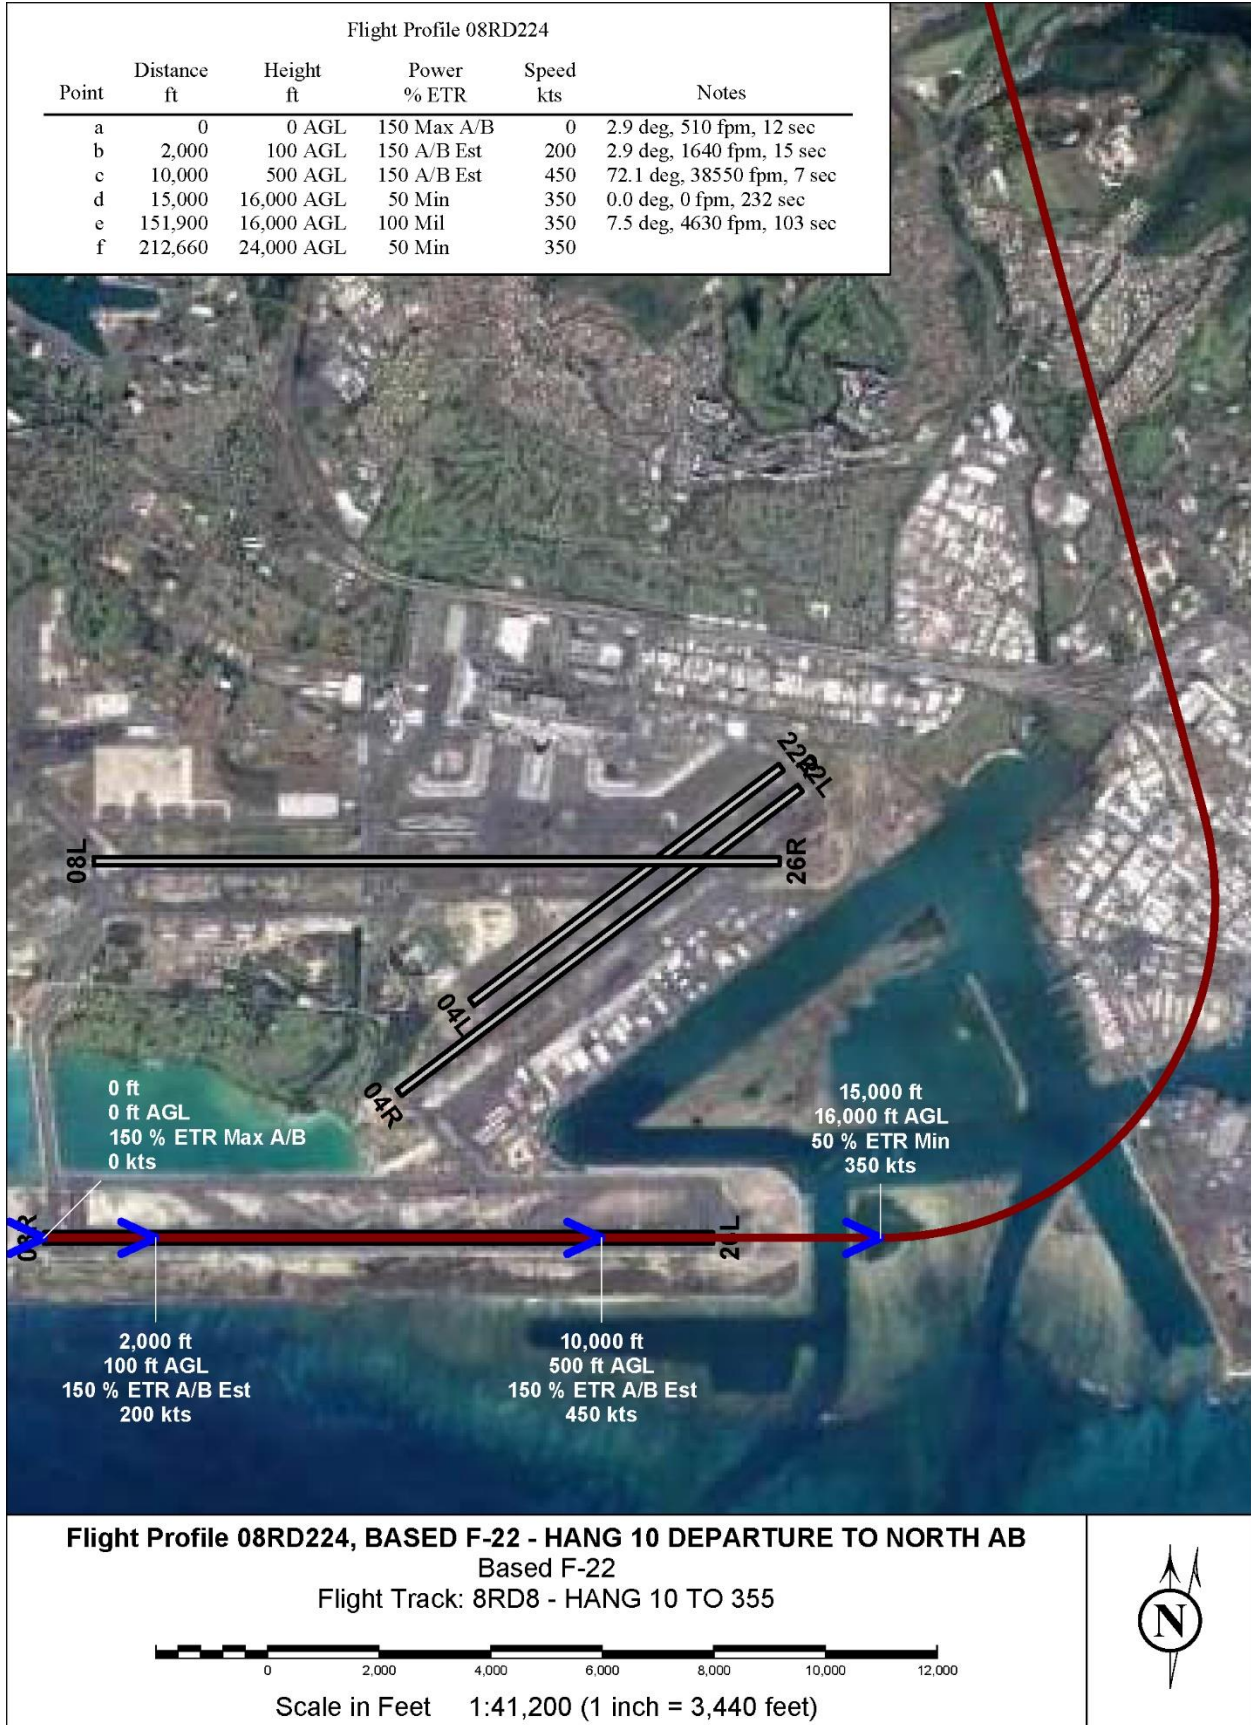 Flight Profile 08RD224
Point Distance ft Height ft Power % ETR Speed kts Notes
a 0 0 AGL 150 Max A/B 0 2.9 deg, 510 fpm, 12 sec
b 2,000 100 AGL 150 A/B Est 200 2.9 deg, 1640 fpm, 15 sec
c 10,000 500 AGL 150 A/B Est 450 72.1 deg, 38550 fpm, 7 sec
d 15,000 16,000 AGL 50 Min 350 0.0 deg, 0 fpm, 232 sec
e 151,900 16,000 AGL 100 Mil 350 7.5 deg, 4630 fpm, 103 sec
f 212,660 24,000 AGL 50 Min 350
22R
22L
08L
26R
04L
04R
0 ft
0 ft AGL
150 % ETR Max A/B
0 kts
15,000 ft
16,000 ft AGL
50 % ETR Min
350 kts
08R
26L
2,000 ft
100 ft AGL
150 % ETR A/B Est
200 kts
10,000 ft
500 ft AGL
150 % ETR A/B Est
450 kts
Flight Profile 08RD224, BASED F-22 - HANG 10 DEPARTURE TO NORTH AB
Based F-22
Flight Track: 8RD8 - HANG 10 TO 355
0 2,000 4,000 6,000 8,000 10,000 12,000
Scale in Feet 1:41,200 (1 inch = 3,440 feet)
N